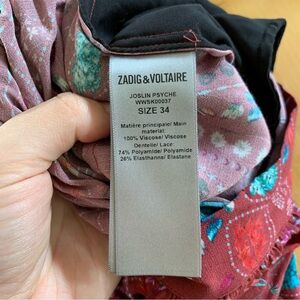 ZADIG & VOLTAIRE
JOSLIN PSYCHE
WWSK00037
SIZE 34
Matière principale/ Main
material:
100% Viscose/ Viscose
Dentelle/ Lace
74% Polyamide/ Polyamide
26% Elasthanne/ Elastane